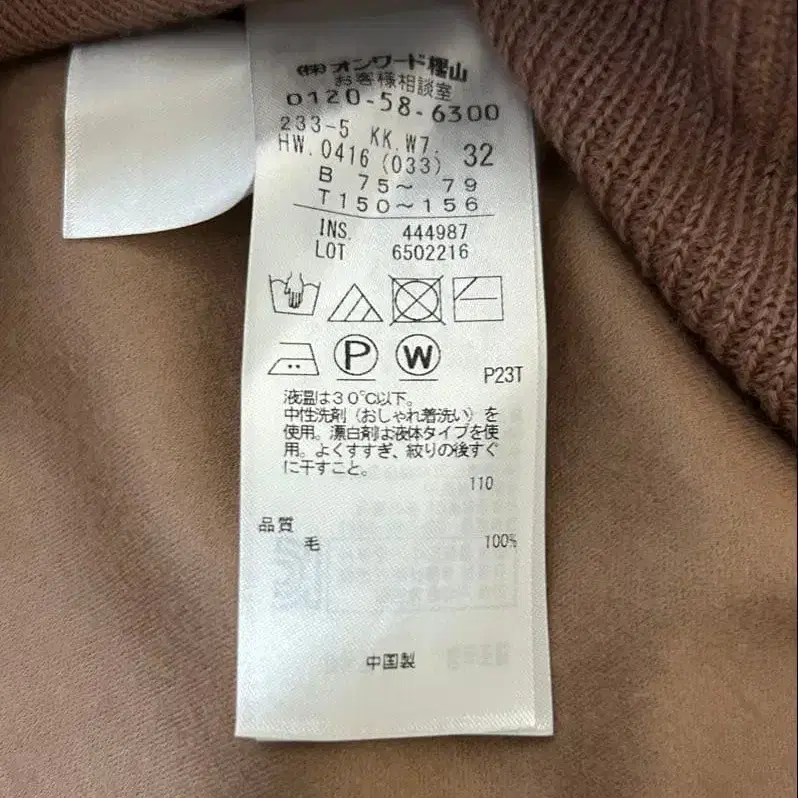 (株)オンワード樫山
お客様相談室
0120-58-6300
233-5 KK.W7.
HW.0416(033) 32
B 75～ 79
T150～156
INS. 444987
LOT 6502216
P W
P23T
液温は30℃以下。
中性洗剤（おしゃれ着洗い）を
使用。漂白剤は液体タイプを使
用。よくすすぎ、絞りの後すぐ
に干すこと。
110
品質
毛 100%
中国製